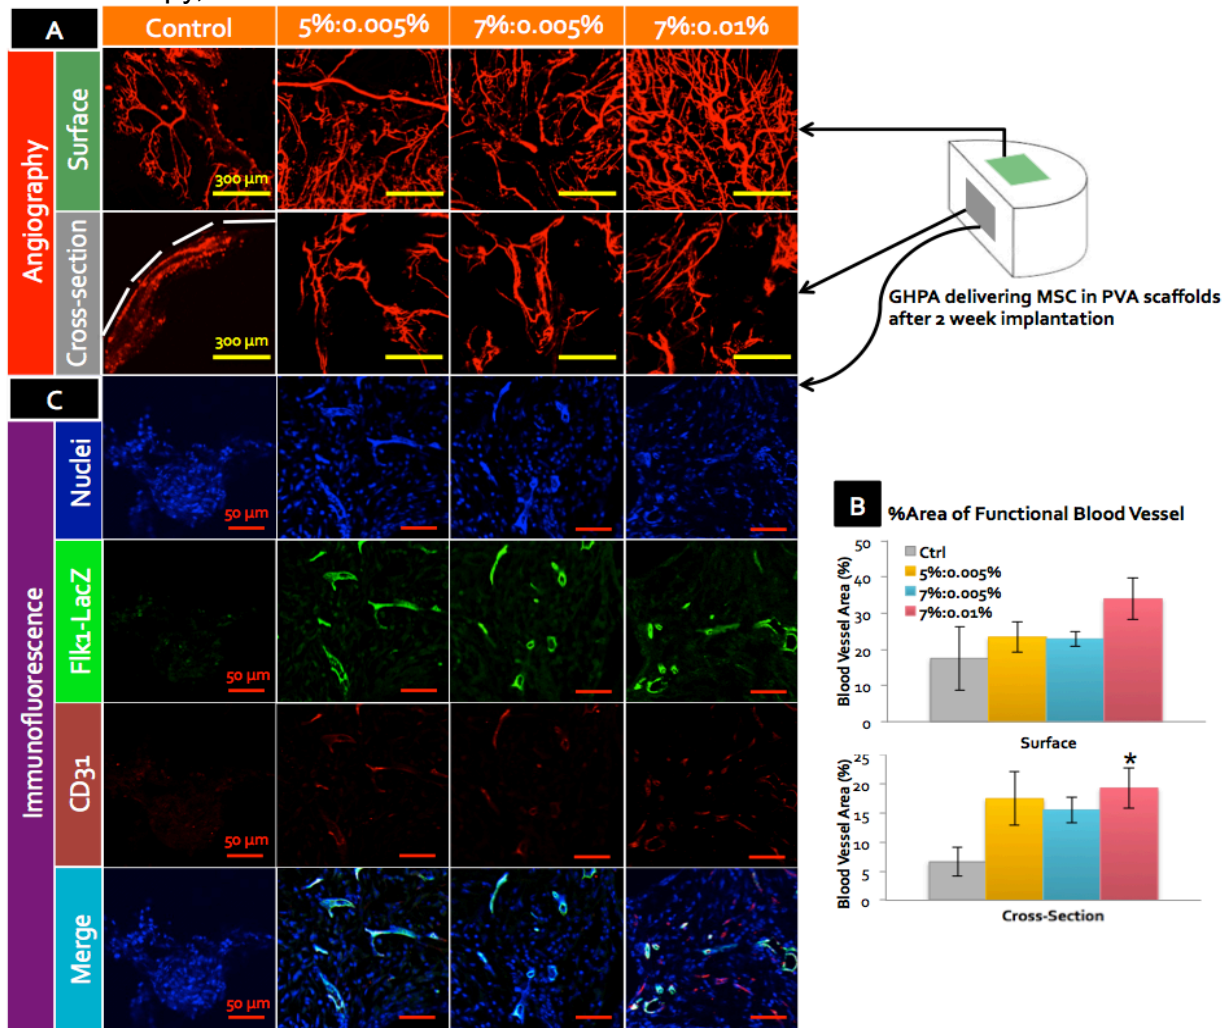 A
Control
5%:0.005%
7%:0.005%
7%:0.01%
Angiography
Surface
300 µm
Cross-section
300 µm
GHPA delivering MSC in PVA scaffolds
after 2 week implantation
C
Immunofluorescence
Nuclei
50 µm
Flk1-LacZ
50 µm
CD31
50 µm
Merge
50 µm
B
%Area of Functional Blood Vessel
Blood Vessel Area (%)
50
40
30
20
10
0
Ctrl
5%:0.005%
7%:0.005%
7%:0.01%
Surface
Blood Vessel Area (%)
25
20
15
10
5
0
*
Cross-Section